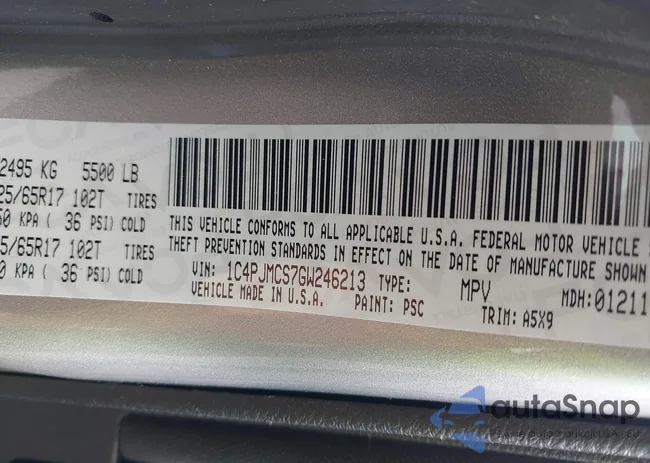 2495 KG 5500 LB
25/65R17 102T TIRES
50 KPA ( 36 PSI) COLD
5/65R17 102T TIRES
0 KPA ( 36 PSI) COLD
THIS VEHICLE CONFORMS TO ALL APPLICABLE U.S.A. FEDERAL MOTOR VEHICLE
THEFT PREVENTION STANDARDS IN EFFECT ON THE DATE OF MANUFACTURE SHOWN
VIN: 1C4PJMCS7GW246213 TYPE: MPV MDH:01211
VEHICLE MADE IN U.S.A. PAINT: PSC TRIM: A5X9
autoSnap